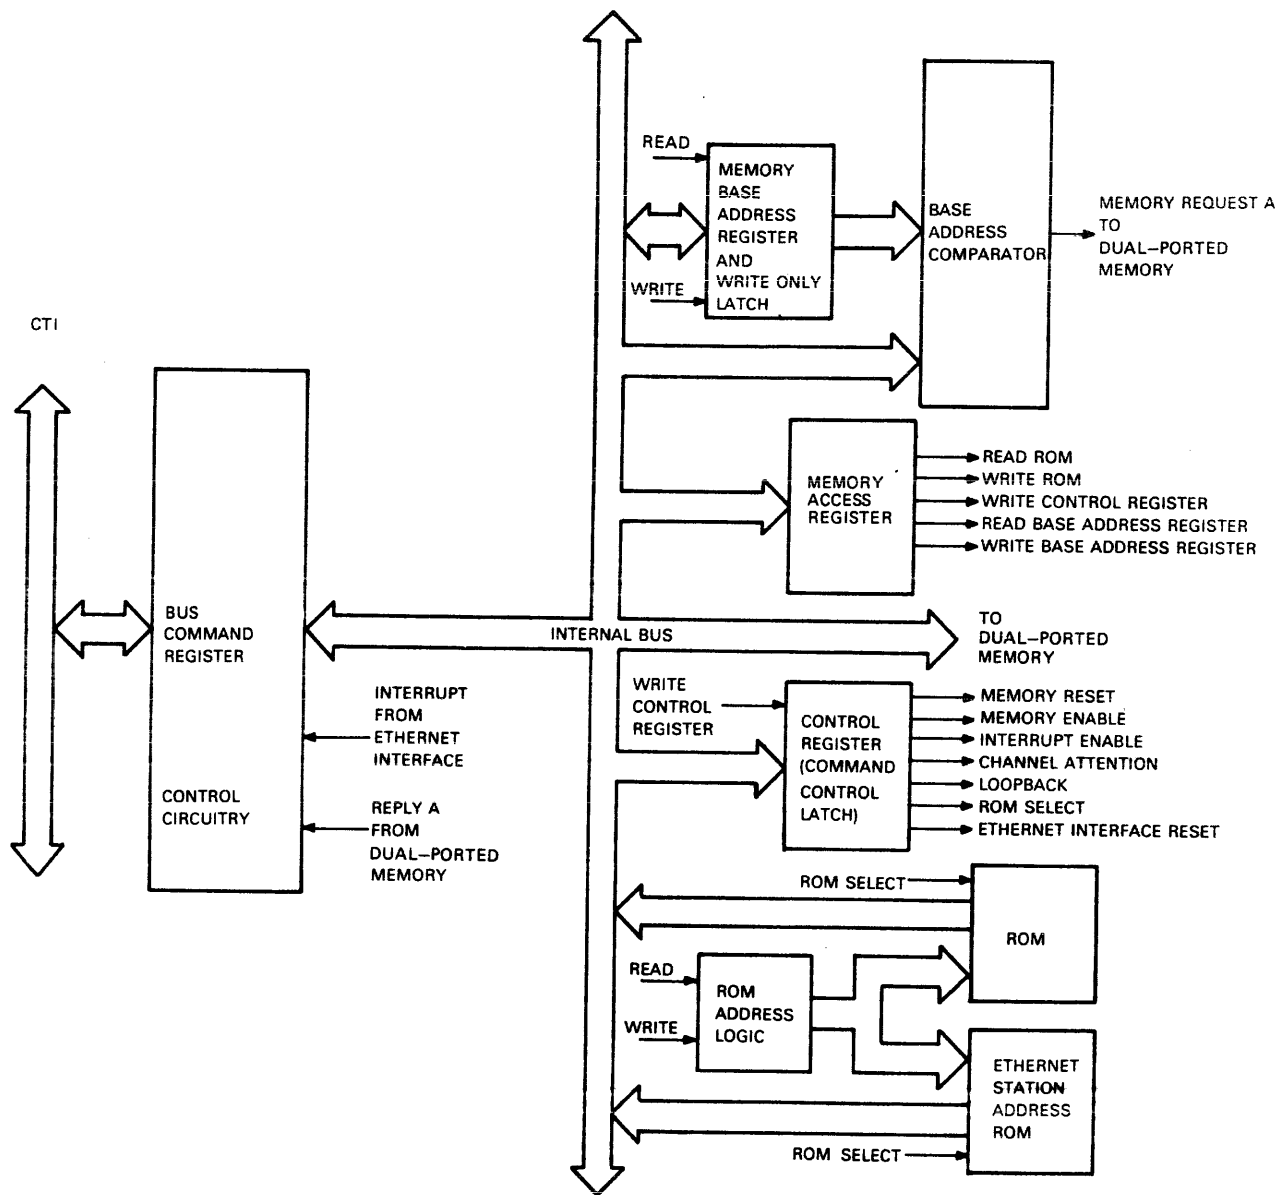 READ
MEMORY
BASE
ADDRESS
REGISTER
AND
WRITE ONLY
LATCH
WRITE
BASE
ADDRESS
COMPARATOR
MEMORY REQUEST A
TO
DUAL-PORTED
MEMORY
CTI
MEMORY
ACCESS
REGISTER
READ ROM
WRITE ROM
WRITE CONTROL REGISTER
READ BASE ADDRESS REGISTER
WRITE BASE ADDRESS REGISTER
BUS
COMMAND
REGISTER
INTERNAL BUS
TO
DUAL-PORTED
MEMORY
INTERRUPT
FROM
ETHERNET
INTERFACE
CONTROL
CIRCUITRY
REPLY A
FROM
DUAL-PORTED
MEMORY
WRITE
CONTROL
REGISTER
CONTROL
REGISTER
(COMMAND
CONTROL
LATCH)
MEMORY RESET
MEMORY ENABLE
INTERRUPT ENABLE
CHANNEL ATTENTION
LOOPBACK
ROM SELECT
ETHERNET INTERFACE RESET
ROM SELECT
ROM
READ
WRITE
ROM
ADDRESS
LOGIC
ETHERNET
STATION
ADDRESS
ROM
ROM SELECT